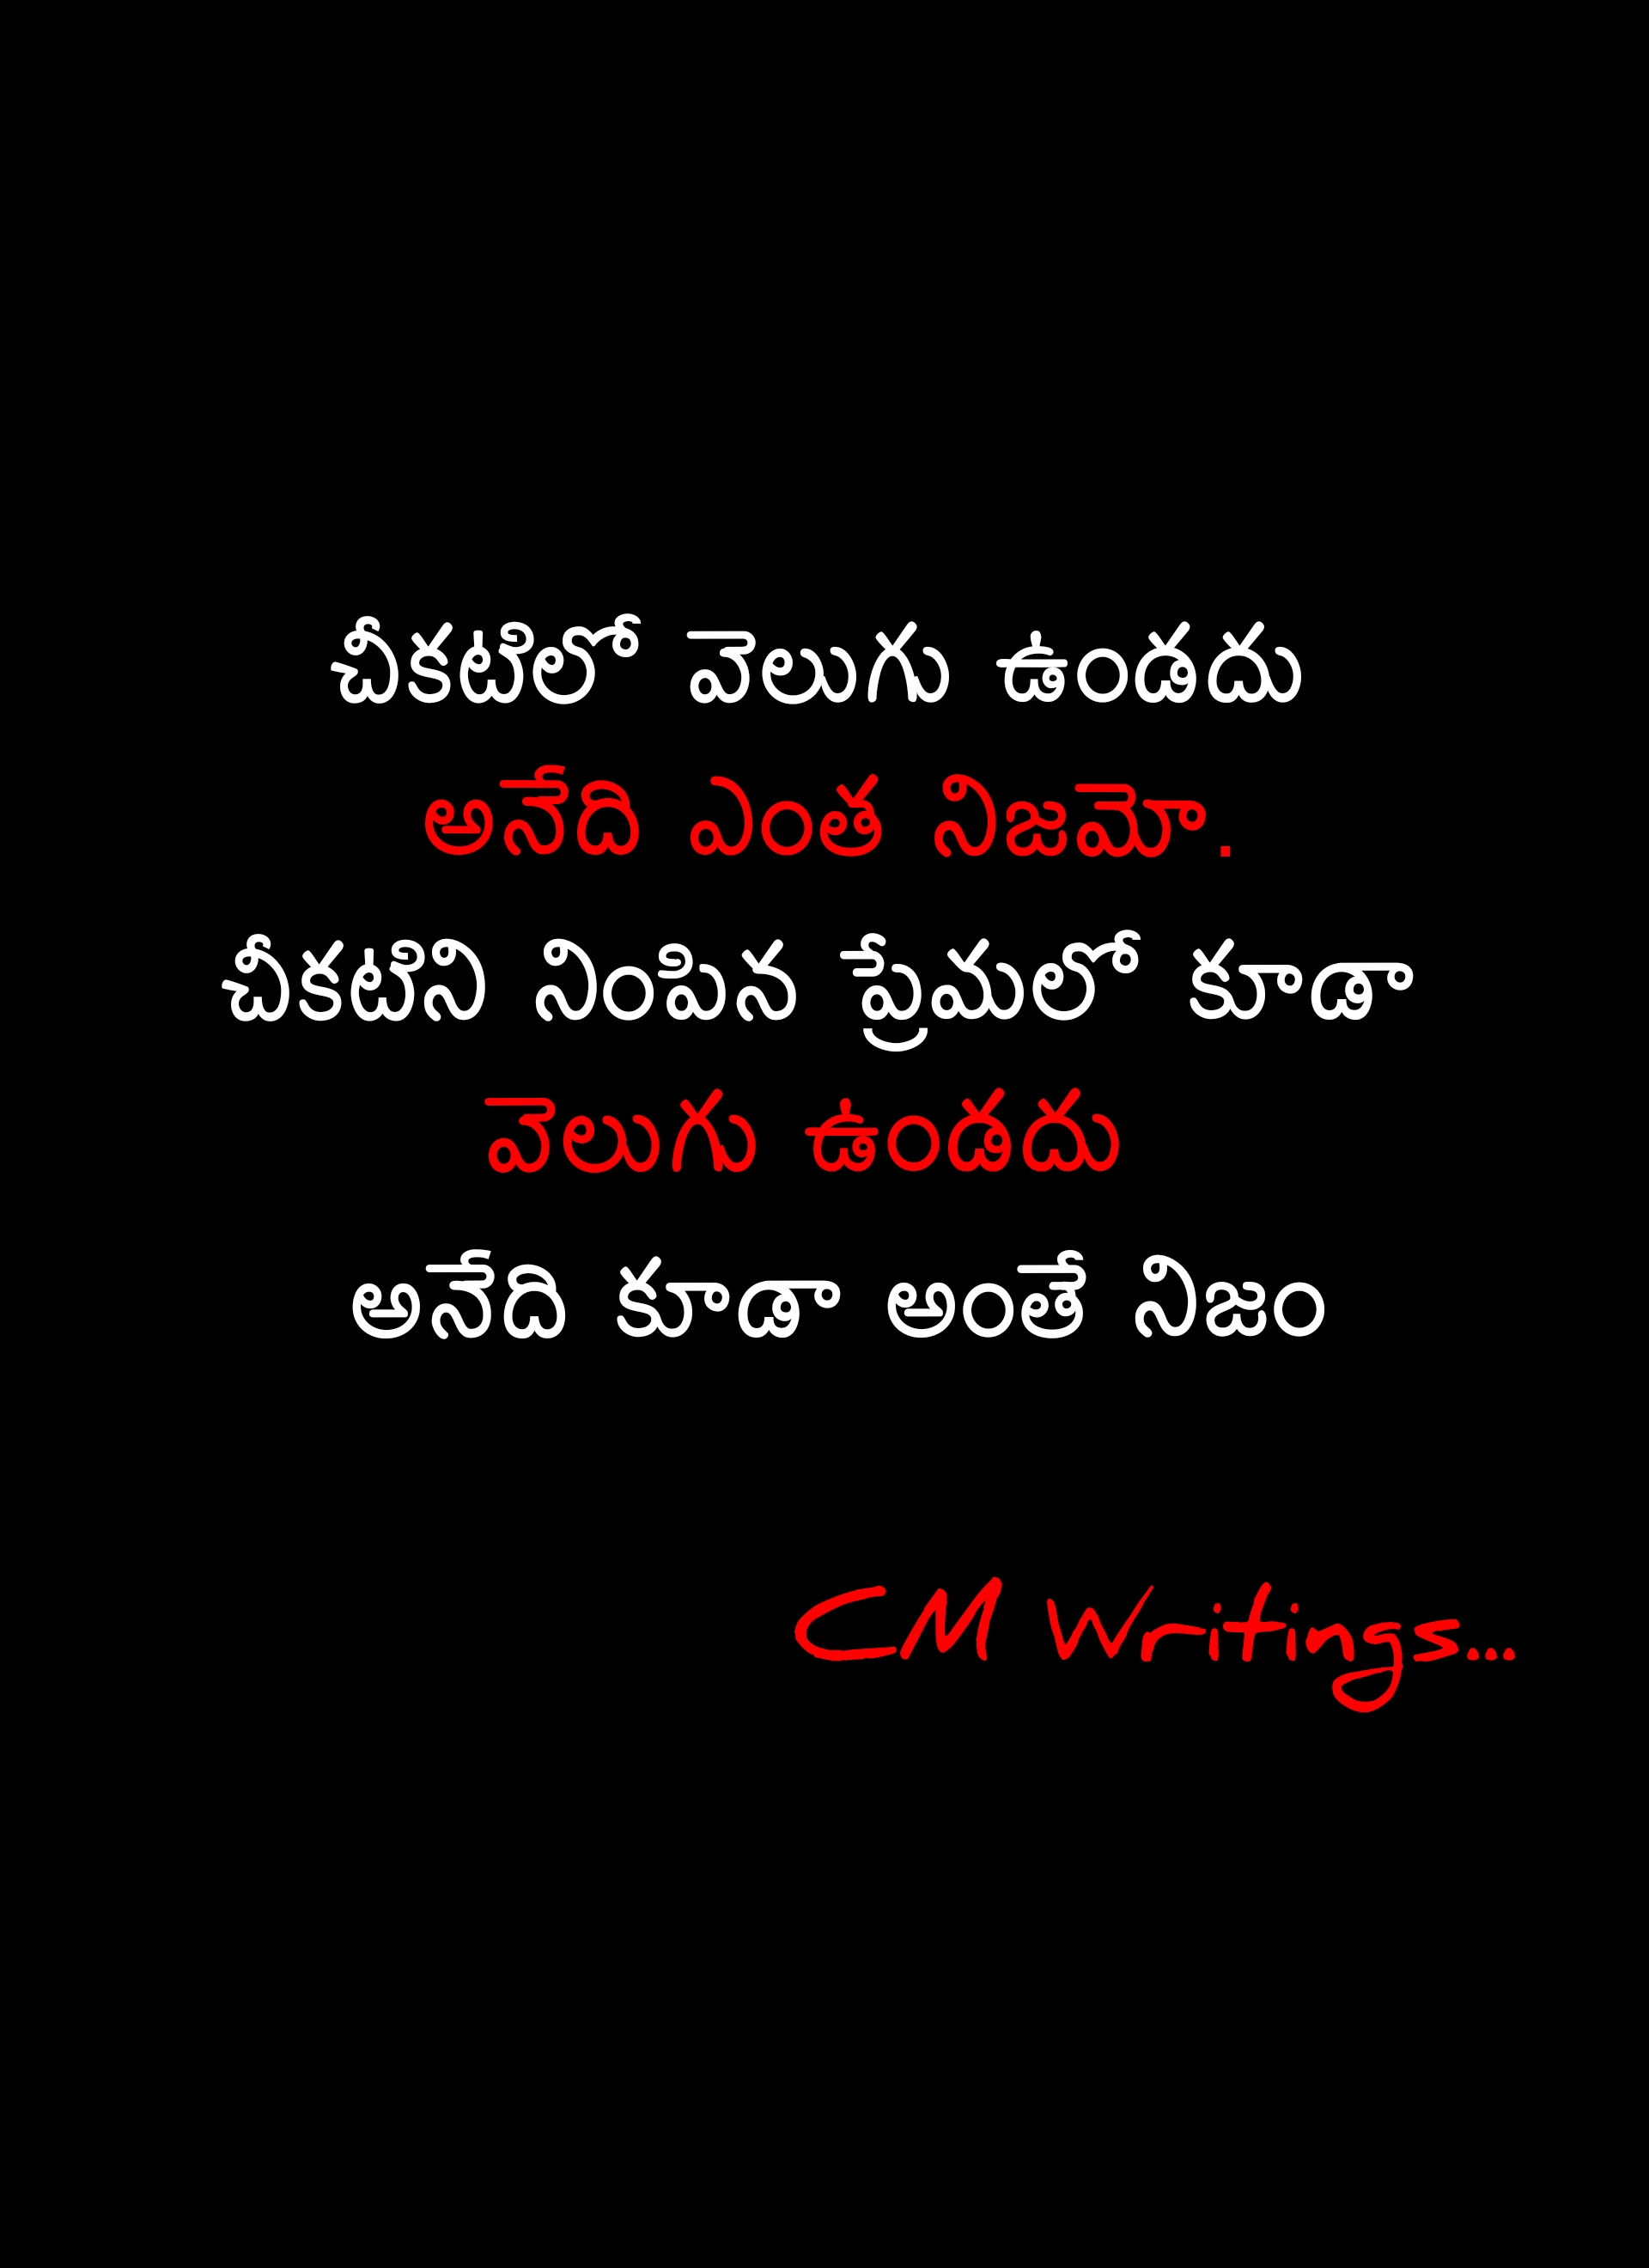 చీకటిలో వెలుగు ఉండదు
అనేది ఎంత నిజమో.
చీకటిని నింపిన ప్రేమలో కూడా
వెలుగు ఉండదు
అనేది కూడా అంతే నిజం
CM Writings...